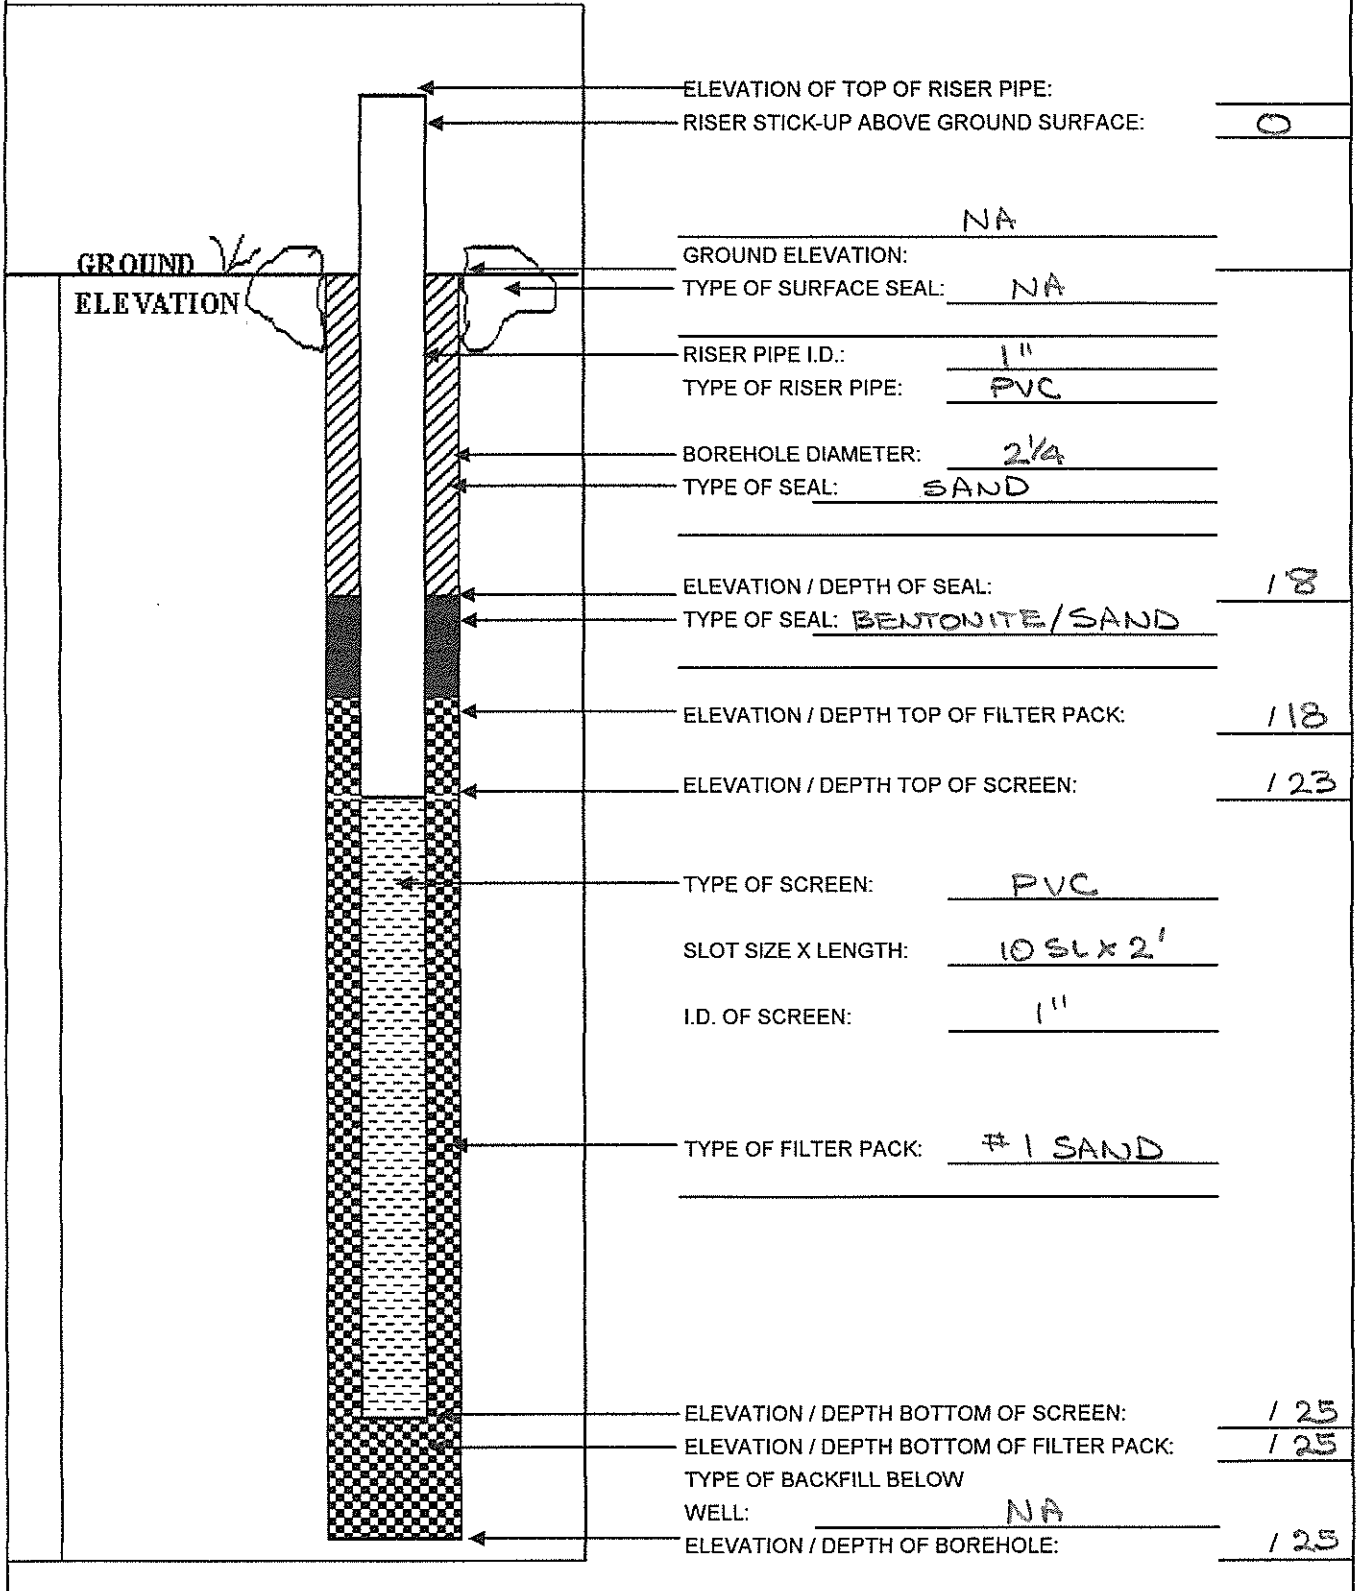 ELEVATION OF TOP OF RISER PIPE:
RISER STICK-UP ABOVE GROUND SURFACE: 0
NA
GROUND ELEVATION
GROUND ELEVATION:
TYPE OF SURFACE SEAL: NA
RISER PIPE I.D.: 1"
TYPE OF RISER PIPE: PVC
BOREHOLE DIAMETER: 2 1/4
TYPE OF SEAL: SAND
ELEVATION / DEPTH OF SEAL: / 8
TYPE OF SEAL: BENTONITE/SAND
ELEVATION / DEPTH TOP OF FILTER PACK: / 18
ELEVATION / DEPTH TOP OF SCREEN: / 23
TYPE OF SCREEN: PVC
SLOT SIZE X LENGTH: 10 SL x 2'
I.D. OF SCREEN: 1"
TYPE OF FILTER PACK: #1 SAND
ELEVATION / DEPTH BOTTOM OF SCREEN: / 25
ELEVATION / DEPTH BOTTOM OF FILTER PACK: / 25
TYPE OF BACKFILL BELOW
WELL: NA
ELEVATION / DEPTH OF BOREHOLE: / 25